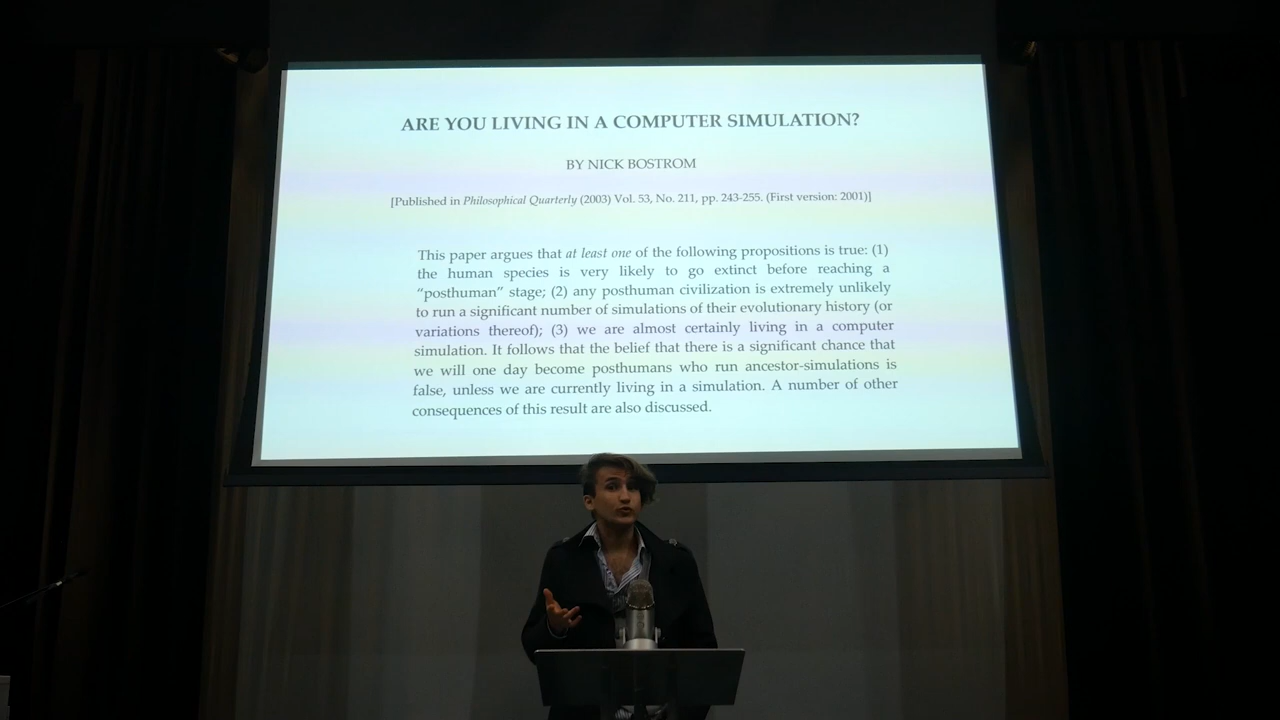 ARE YOU LIVING IN A COMPUTER SIMULATION?
BY NICK BOSTROM
[Published in Philosophical Quarterly (2003) Vol. 53, No. 211, pp. 243-255. (First version: 2001)]
This paper argues that at least one of the following propositions is true: (1)
the human species is very likely to go extinct before reaching a
“posthuman” stage; (2) any posthuman civilization is extremely unlikely
to run a significant number of simulations of their evolutionary history (or
variations thereof); (3) we are almost certainly living in a computer
simulation. It follows that the belief that there is a significant chance that
we will one day become posthumans who run ancestor-simulations is
false, unless we are currently living in a simulation. A number of other
consequences of this result are also discussed.